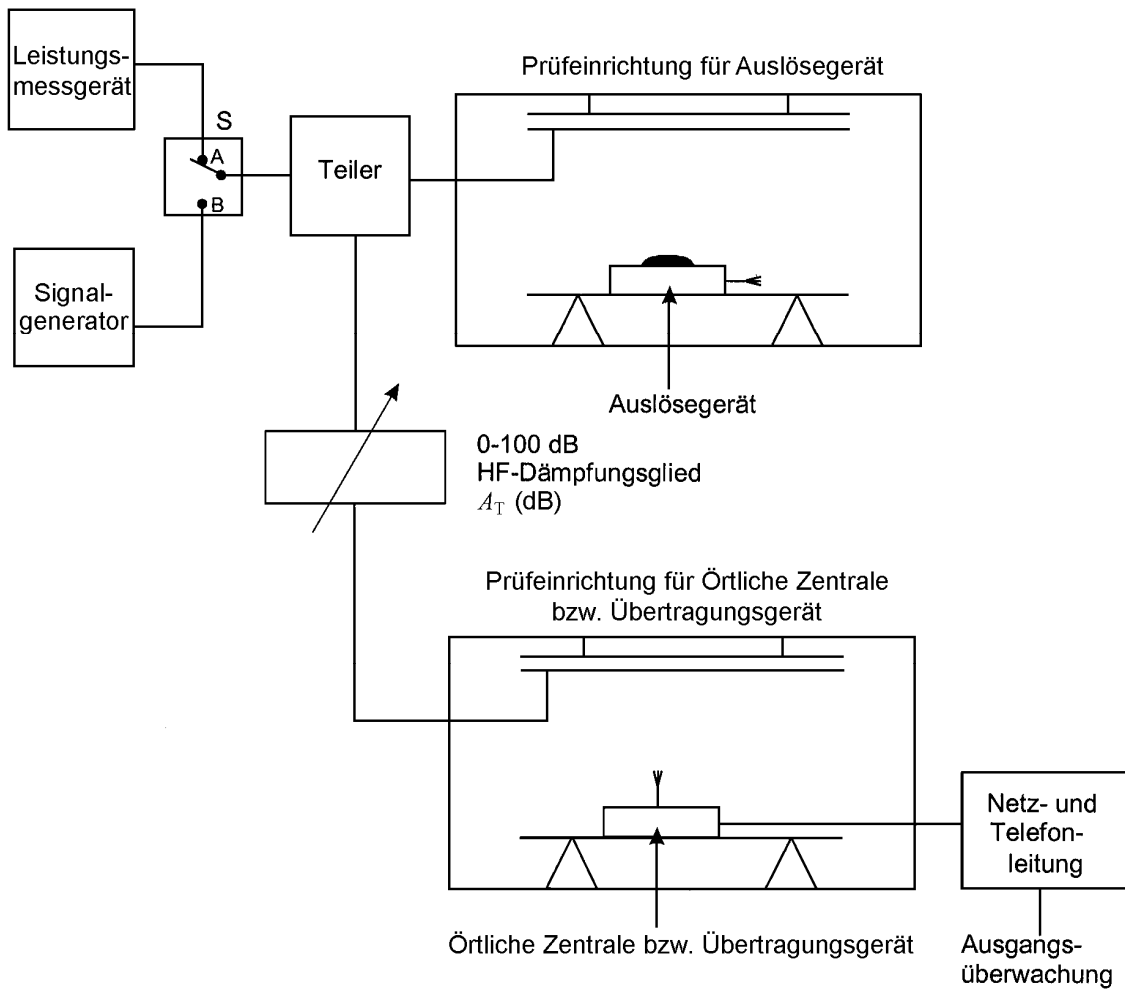 Leistungs-
messgerät
Prüfeinrichtung für Auslösegerät
S
A
B
Teiler
Signal-
generator
Auslösegerät
0-100 dB
HF-Dämpfungsglied
A_T (dB)
Prüfeinrichtung für Örtliche Zentrale
bzw. Übertragungsgerät
Netz- und
Telefon-
leitung
Örtliche Zentrale bzw. Übertragungsgerät
Ausgangs-
überwachung